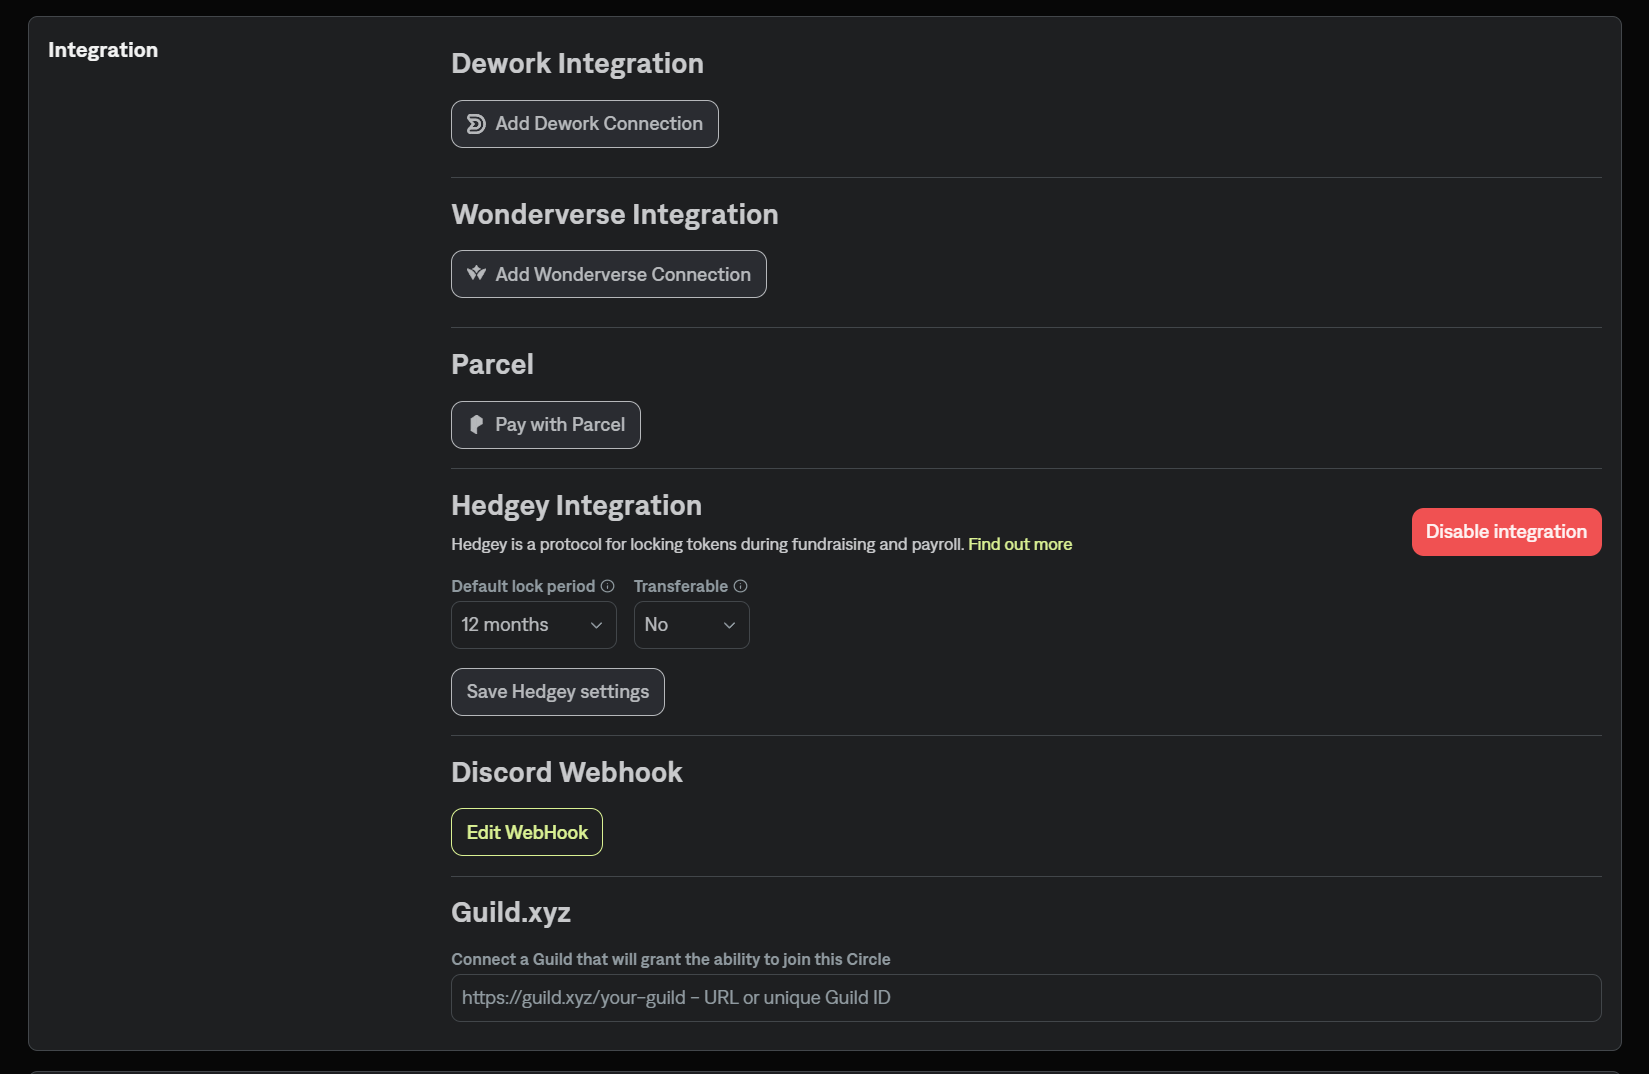 Integration
Dework Integration
Add Dework Connection
Wonderverse Integration
Add Wonderverse Connection
Parcel
Pay with Parcel
Hedgey Integration
Hedgey is a protocol for locking tokens during fundraising and payroll. Find out more
Disable integration
Default lock period Transferable
12 months No
Save Hedgey settings
Discord Webhook
Edit WebHook
Guild.xyz
Connect a Guild that will grant the ability to join this Circle
https://guild.xyz/your-guild - URL or unique Guild ID